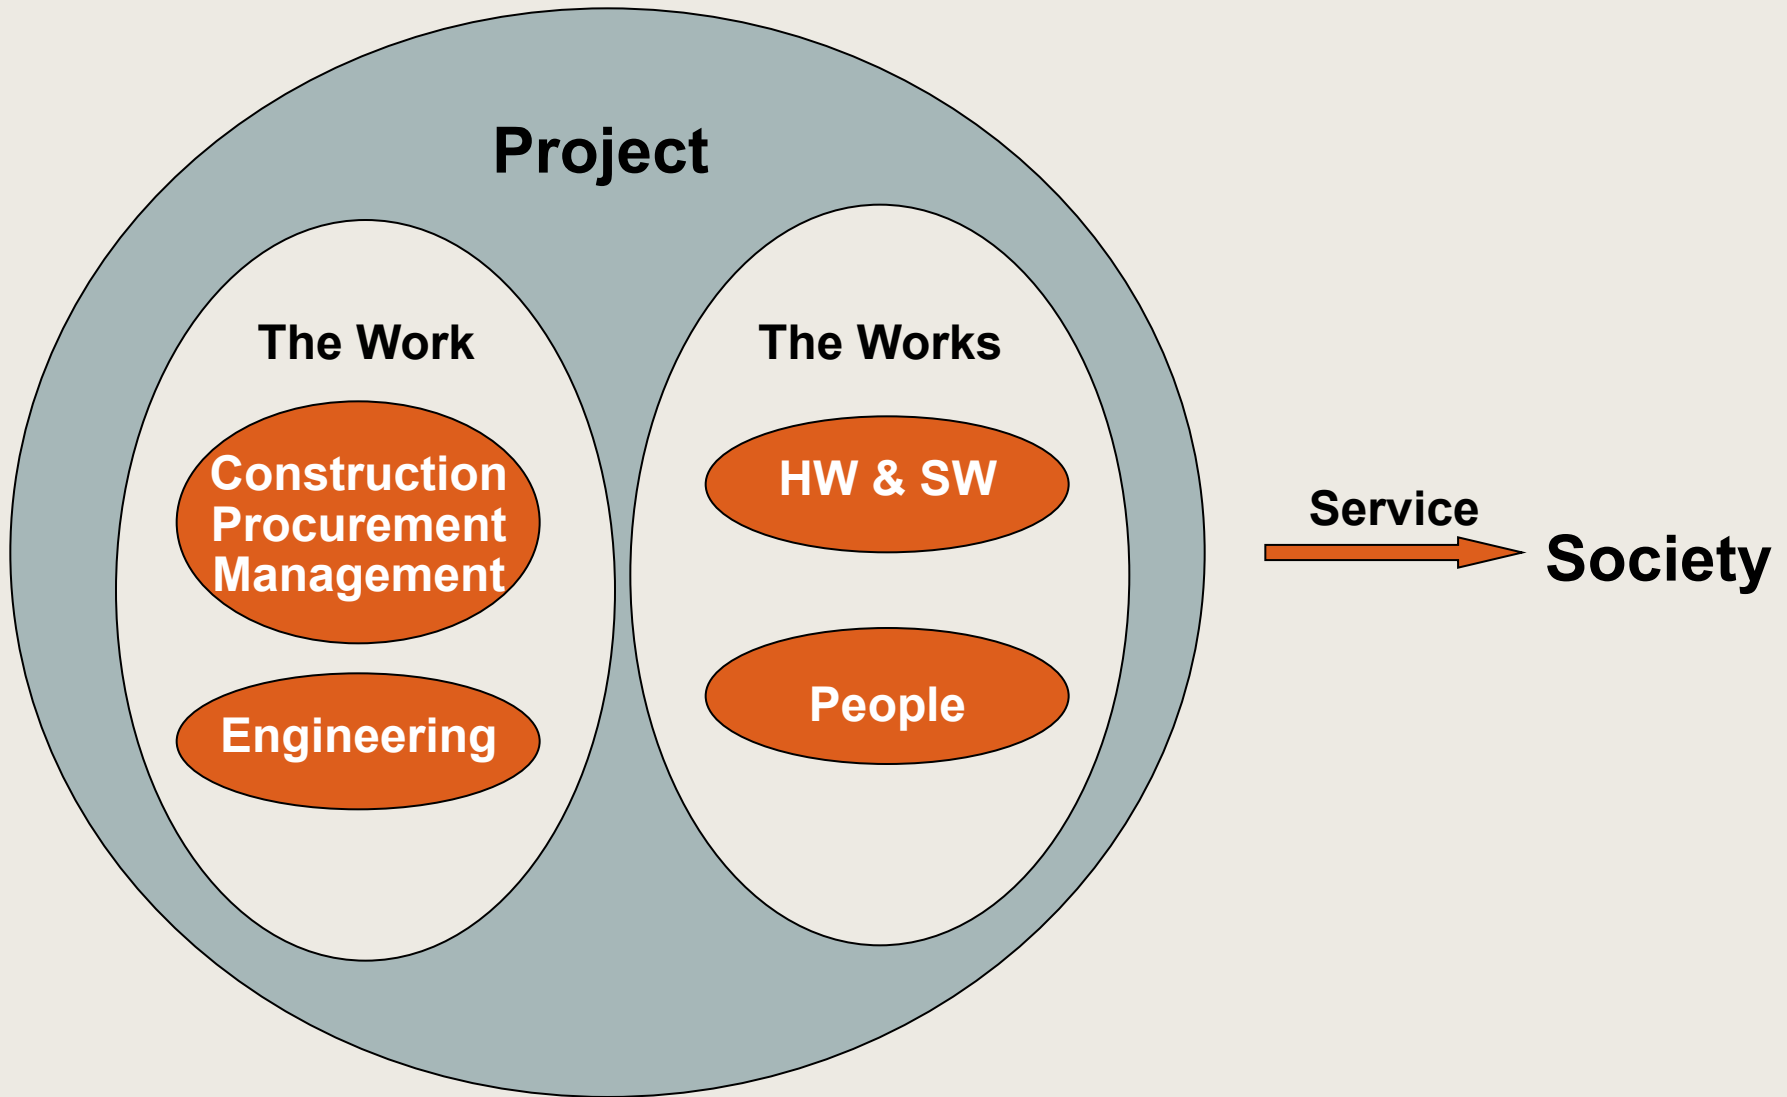 Project
The Work
Construction
Procurement
Management
Engineering
The Works
HW & SW
People
Service
Society